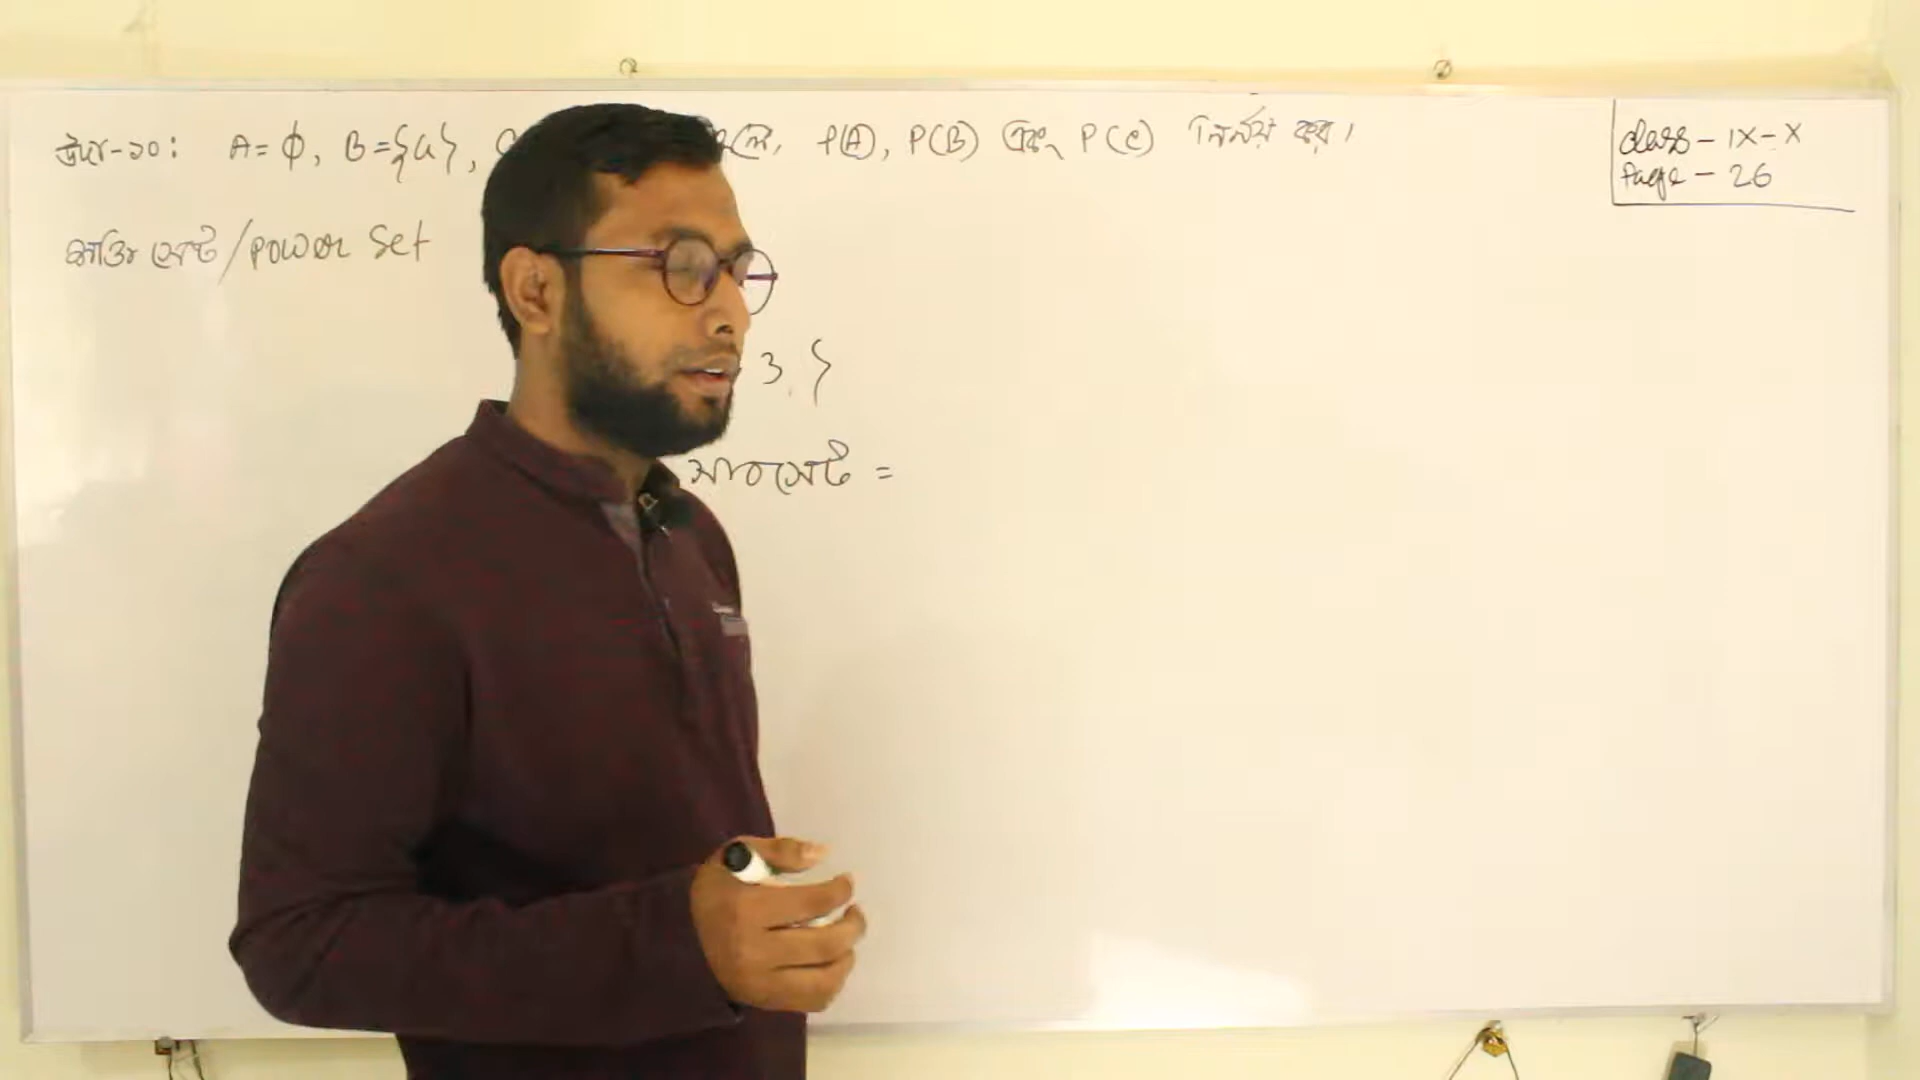 উদা-১০: A=ϕ, B={a}, P(A), P(B) এবং P(C) নির্ণয় কর।
class - IX-X
Page - 26
শক্তি সেট/Power Set
3, }
সাবসেট =